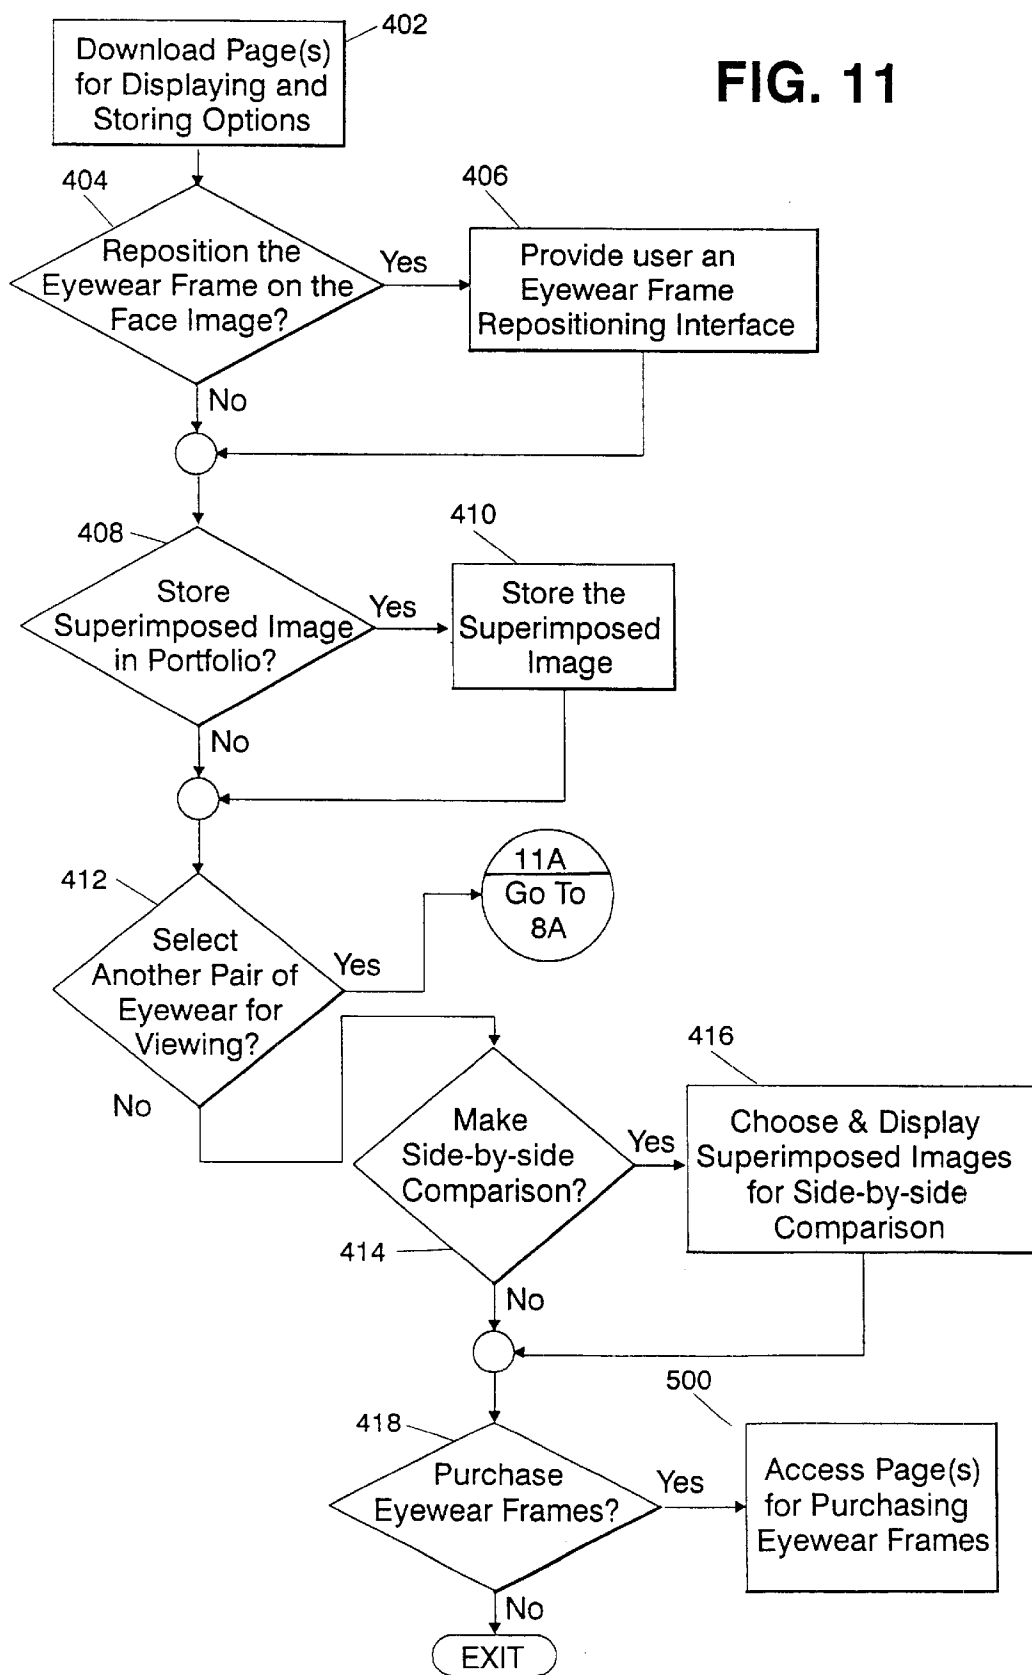 402
Download Page(s)
for Displaying and
Storing Options
FIG. 11
404
Reposition the
Eyewear Frame on the
Face Image?
Yes
406
Provide user an
Eyewear Frame
Repositioning Interface
No
408
Store
Superimposed Image
in Portfolio?
Yes
410
Store the
Superimposed
Image
No
412
Select
Another Pair of
Eyewear for
Viewing?
Yes
11A
Go To
8A
No
Make
Side-by-side
Comparison?
414
Yes
416
Choose & Display
Superimposed Images
for Side-by-side
Comparison
No
418
Purchase
Eyewear Frames?
Yes
500
Access Page(s)
for Purchasing
Eyewear Frames
No
EXIT